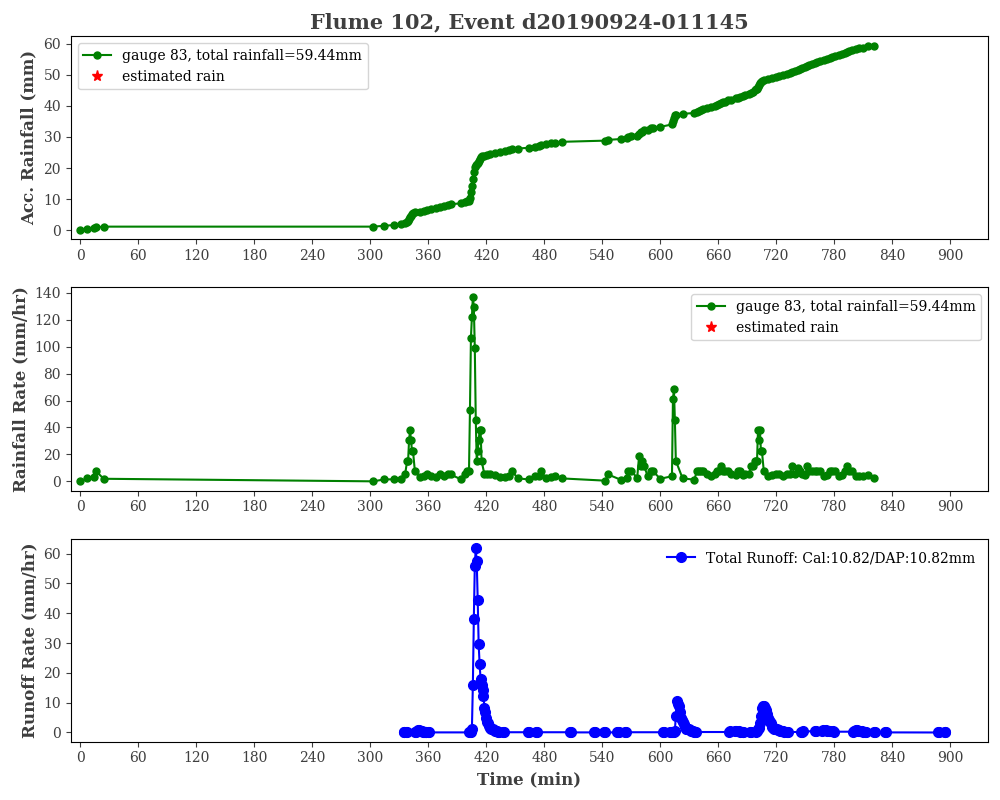 Flume 102, Event d20190924-011145
Acc. Rainfall (mm)
60
50
40
30
20
10
0
gauge 83, total rainfall=59.44mm
estimated rain
0 60 120 180 240 300 360 420 480 540 600 660 720 780 840 900
Rainfall Rate (mm/hr)
140
120
100
80
60
40
20
0
gauge 83, total rainfall=59.44mm
estimated rain
0 60 120 180 240 300 360 420 480 540 600 660 720 780 840 900
Runoff Rate (mm/hr)
60
50
40
30
20
10
0
Total Runoff: Cal:10.82/DAP:10.82mm
0 60 120 180 240 300 360 420 480 540 600 660 720 780 840 900
Time (min)